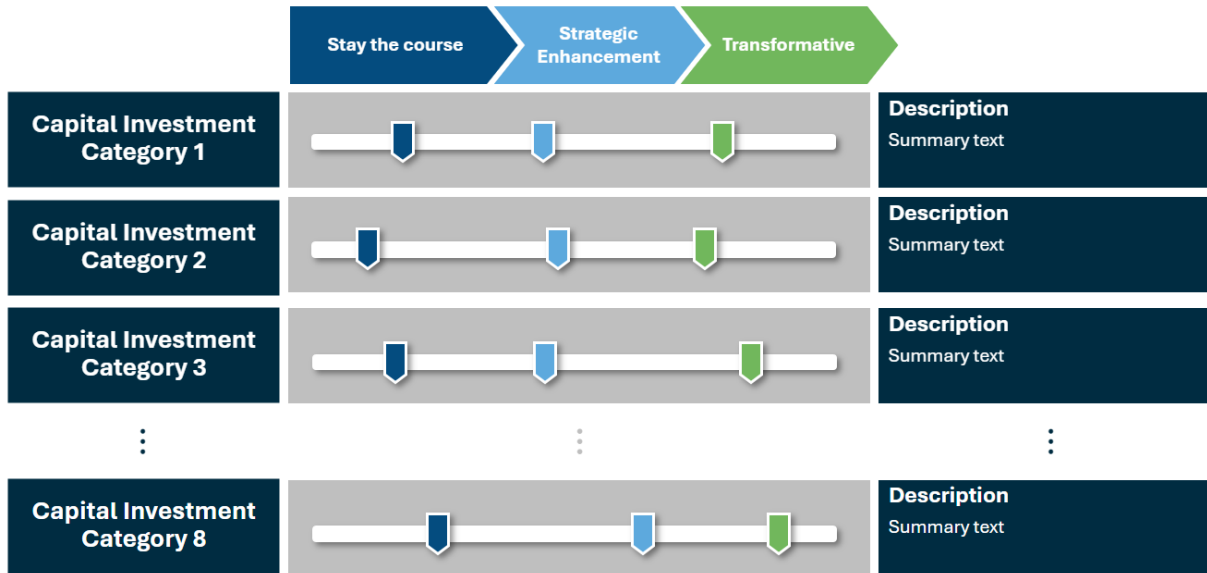 Stay the course
Strategic
Enhancement
Transformative
Capital Investment
Category 1
Description
Summary text
Capital Investment
Category 2
Description
Summary text
Capital Investment
Category 3
Description
Summary text
⋮ ⋮ ⋮
Capital Investment
Category 8
Description
Summary text